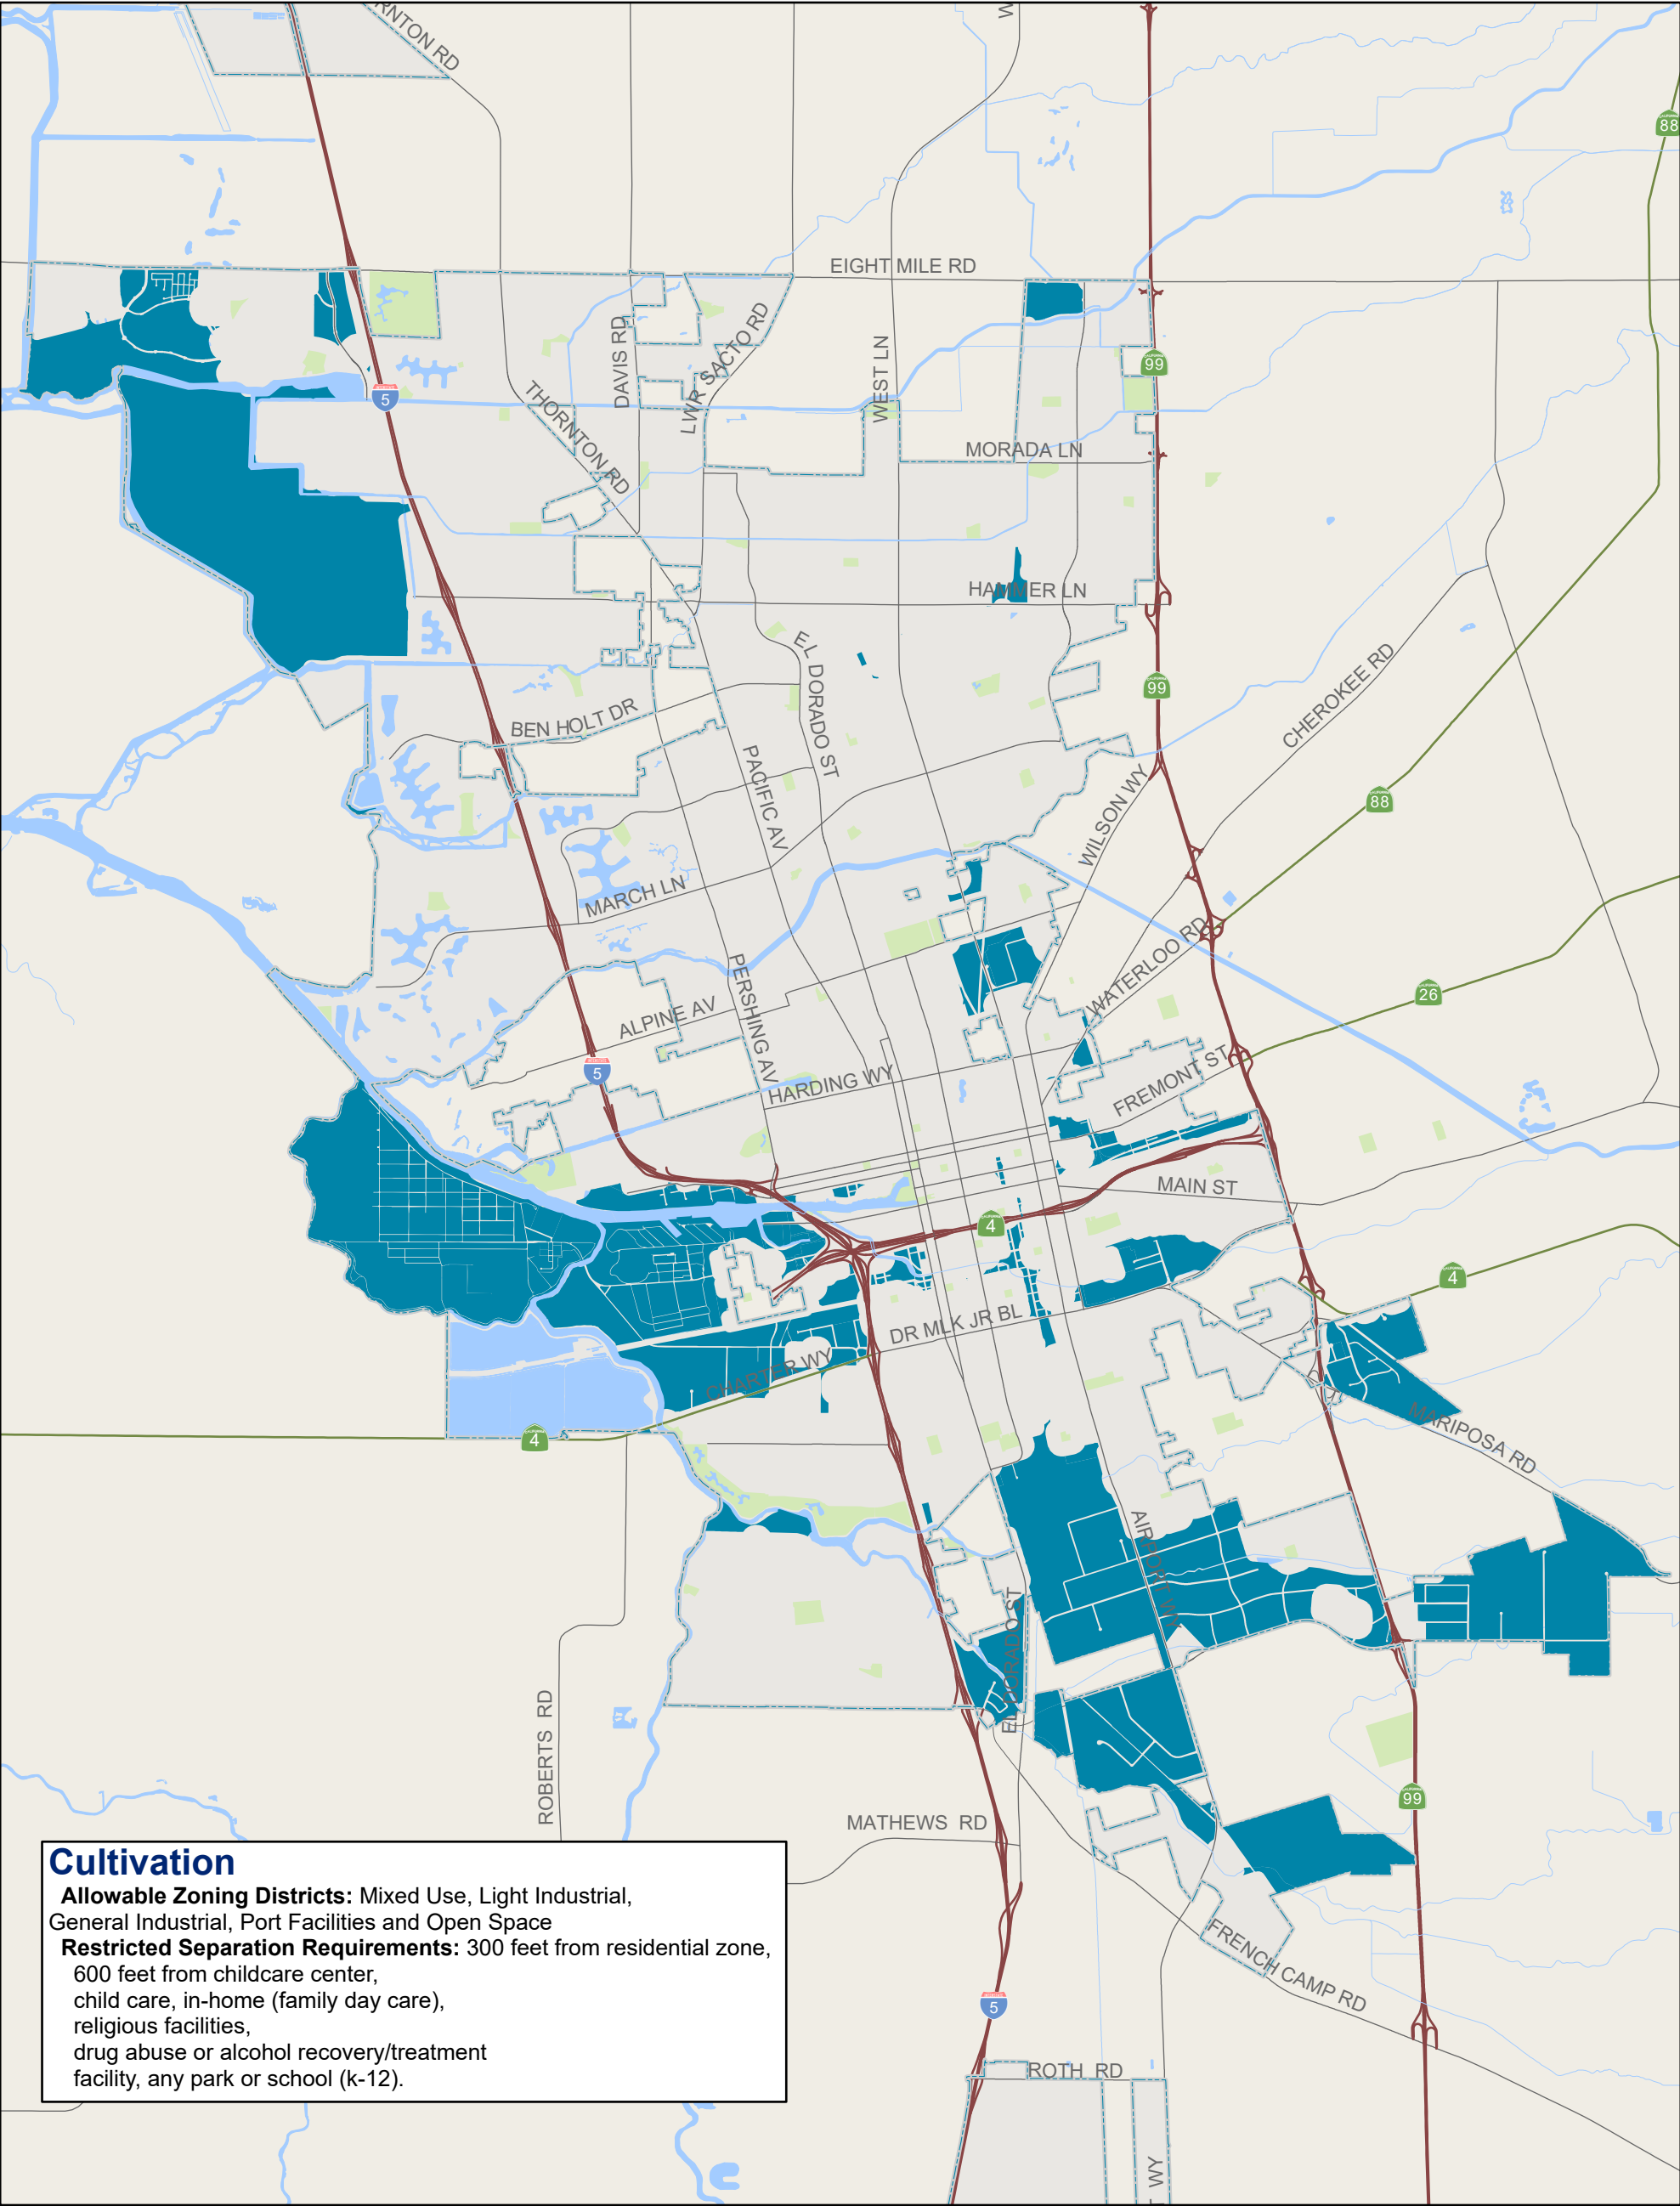 RNTON RD
W
88
EIGHT MILE RD
DAVIS RD
LWR SACTO RD
WEST LN
99
5
THORNTON RD
MORADA LN
HAMMER LN
EL DORADO ST
99
CHEROKEE RD
BEN HOLT DR
PACIFIC AV
WILSON WY
88
MARCH LN
WATERLOO RD
PERSHING AV
26
ALPINE AV
5
HARDING WY
FREMONT ST
MAIN ST
4
4
DR MLK JR BL
CHARTER WY
4
MARIPOSA RD
AIRPORT WY
EL DORADO ST
ROBERTS RD
99
MATHEWS RD
FRENCH CAMP RD
5
ROTH RD
T WY
Cultivation
Allowable Zoning Districts: Mixed Use, Light Industrial,
General Industrial, Port Facilities and Open Space
Restricted Separation Requirements: 300 feet from residential zone,
600 feet from childcare center,
child care, in-home (family day care),
religious facilities,
drug abuse or alcohol recovery/treatment
facility, any park or school (k-12).